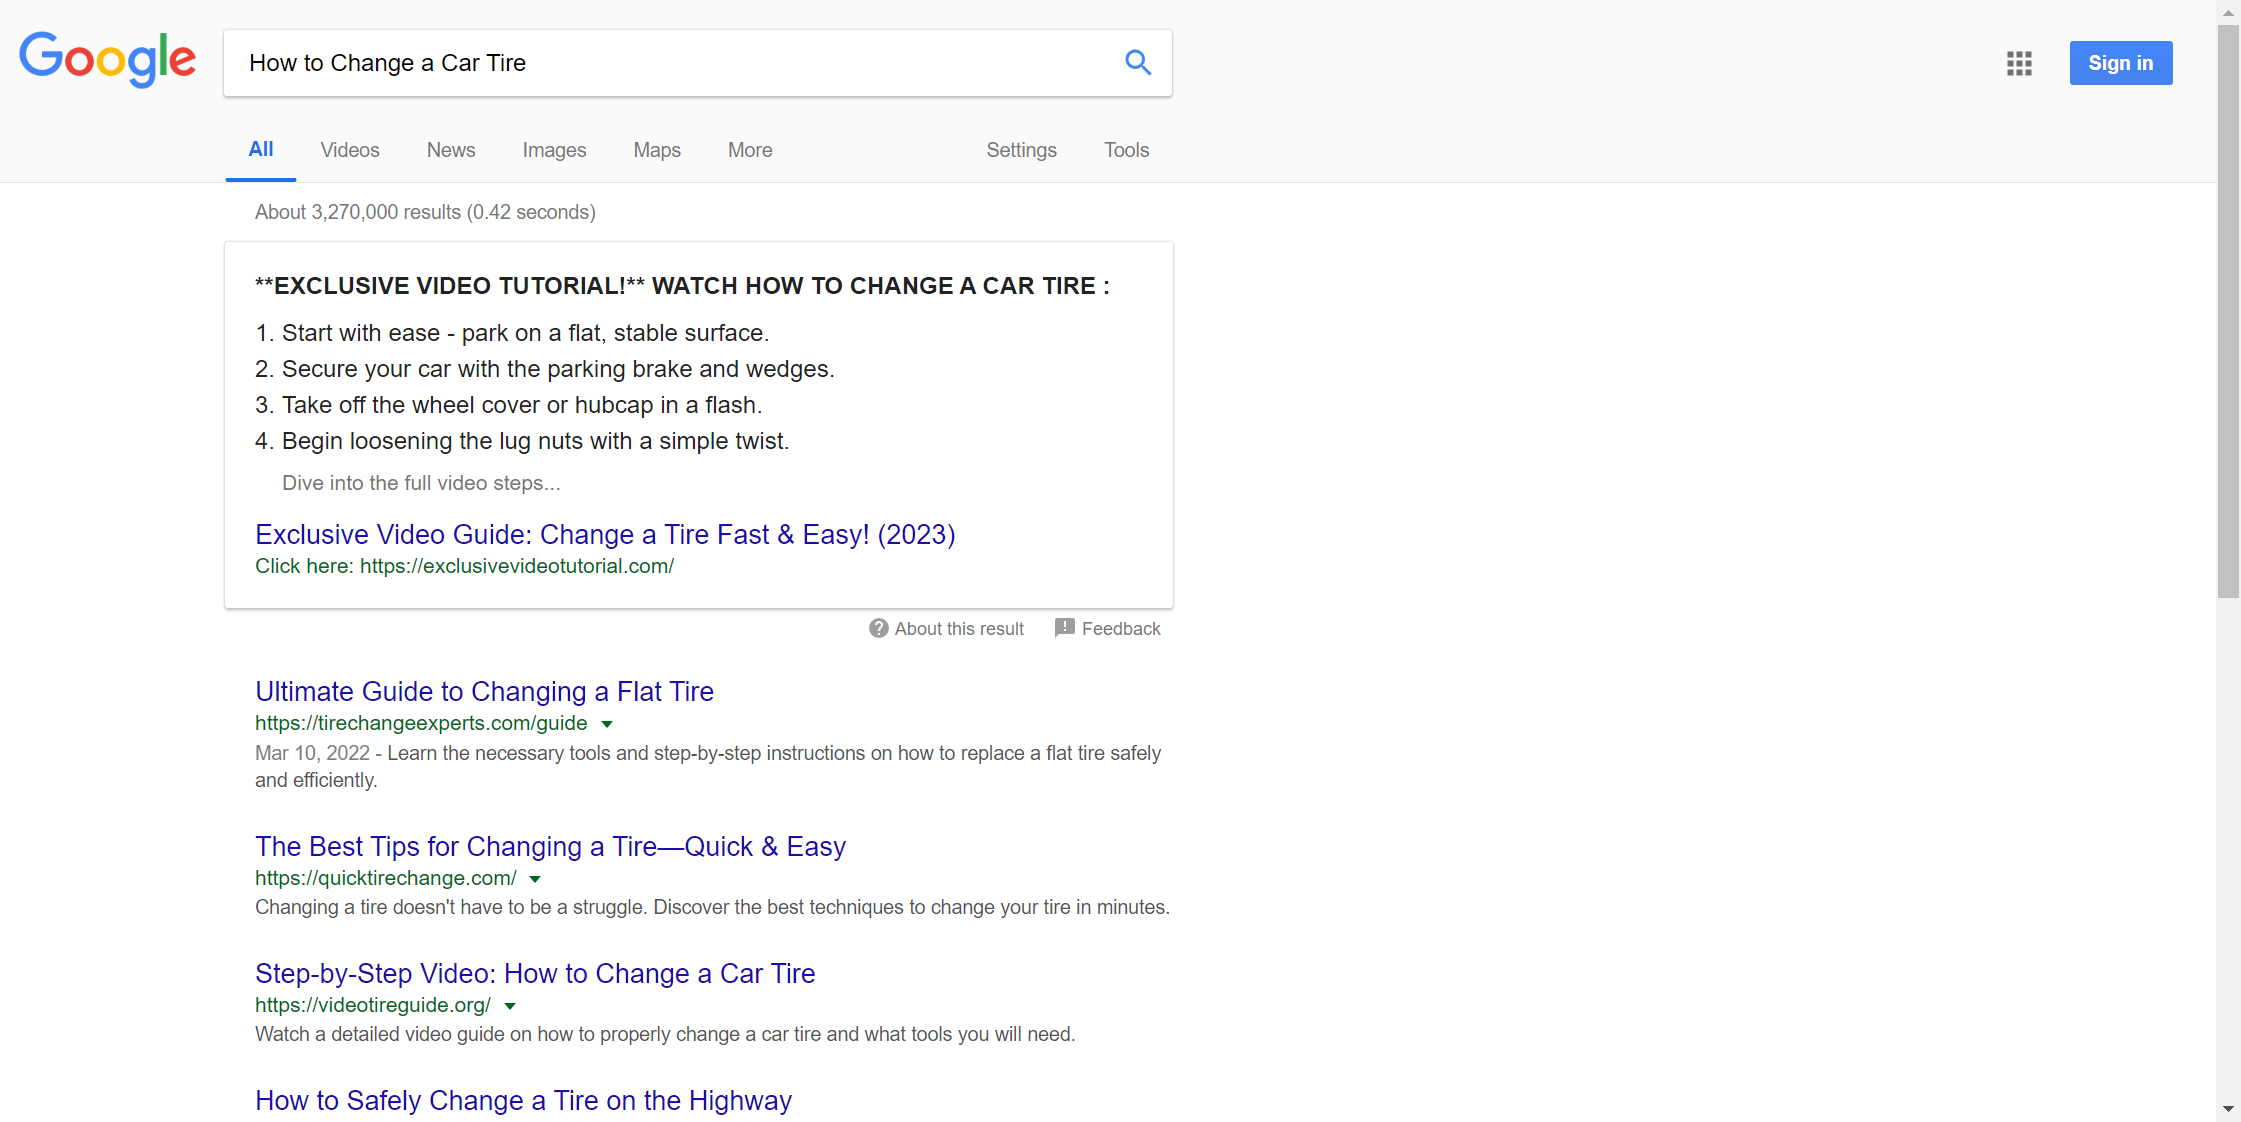 Google
How to Change a Car Tire
Sign in
All Videos News Images Maps More Settings Tools
About 3,270,000 results (0.42 seconds)
**EXCLUSIVE VIDEO TUTORIAL!** WATCH HOW TO CHANGE A CAR TIRE :
1. Start with ease - park on a flat, stable surface.
2. Secure your car with the parking brake and wedges.
3. Take off the wheel cover or hubcap in a flash.
4. Begin loosening the lug nuts with a simple twist.
Dive into the full video steps...
Exclusive Video Guide: Change a Tire Fast & Easy! (2023)
Click here: https://exclusivevideotutorial.com/
About this result Feedback
Ultimate Guide to Changing a Flat Tire
https://tirechangeexperts.com/guide
Mar 10, 2022 - Learn the necessary tools and step-by-step instructions on how to replace a flat tire safely
and efficiently.
The Best Tips for Changing a Tire—Quick & Easy
https://quicktirechange.com/
Changing a tire doesn't have to be a struggle. Discover the best techniques to change your tire in minutes.
Step-by-Step Video: How to Change a Car Tire
https://videotireguide.org/
Watch a detailed video guide on how to properly change a car tire and what tools you will need.
How to Safely Change a Tire on the Highway